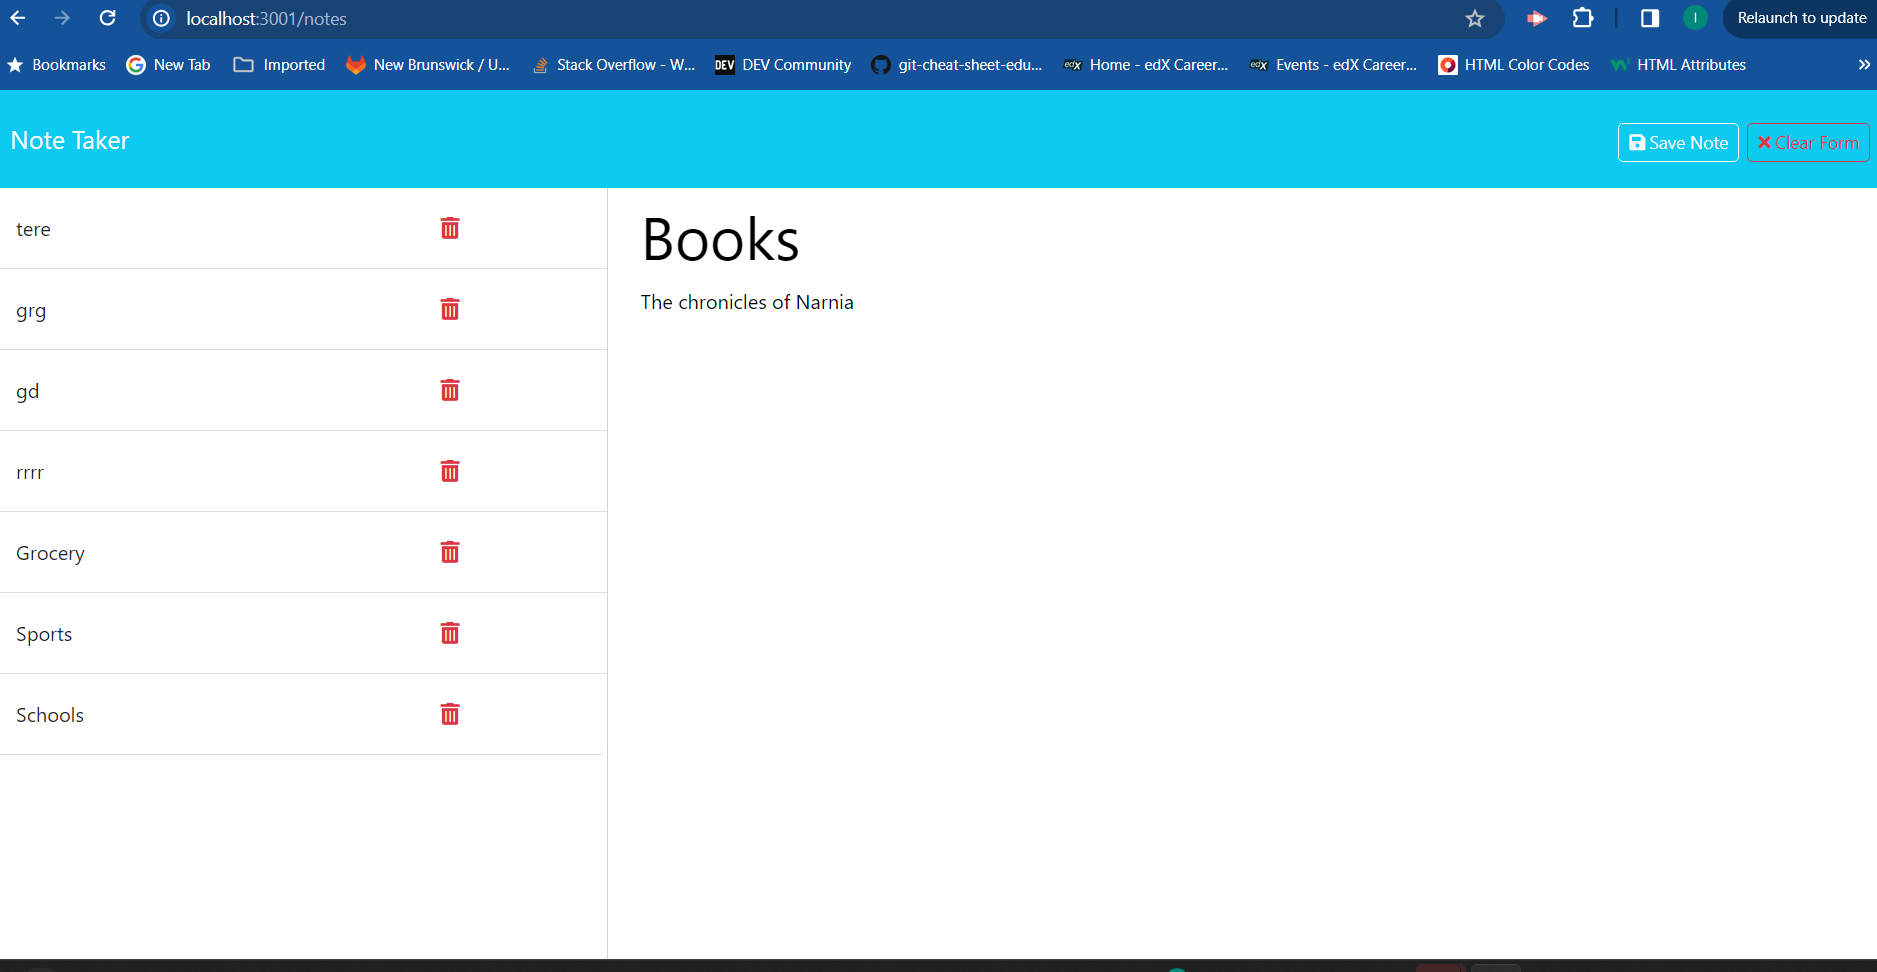 localhost:3001/notes
Relaunch to update
Bookmarks New Tab Imported New Brunswick / U... Stack Overflow - W... DEV DEV Community git-cheat-sheet-edu... edX Home - edX Career... edX Events - edX Career... HTML Color Codes HTML Attributes
Note Taker
Save Note
Clear Form
tere
grg
gd
rrrr
Grocery
Sports
Schools
Books
The chronicles of Narnia